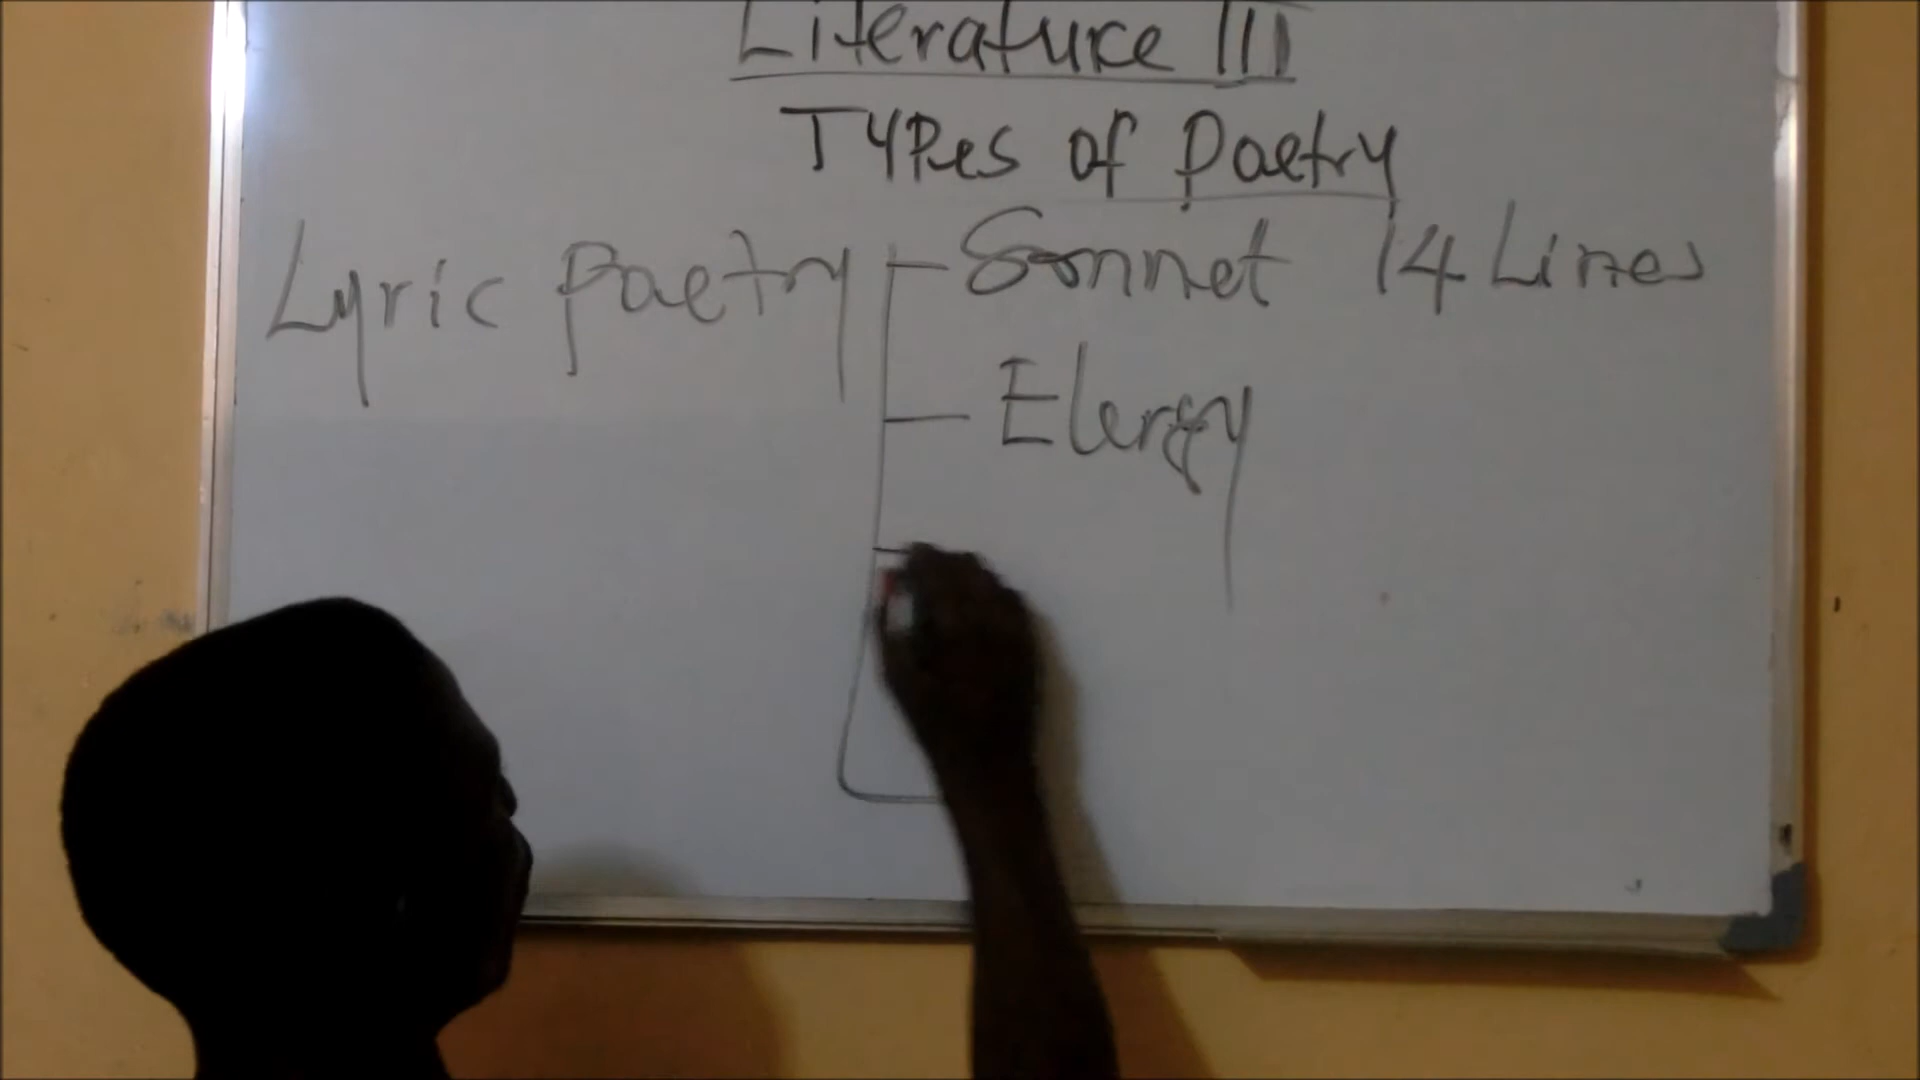 Literature III
Types of Poetry
Lyric Poetry - Sonnet 14 Lines
- Elergy